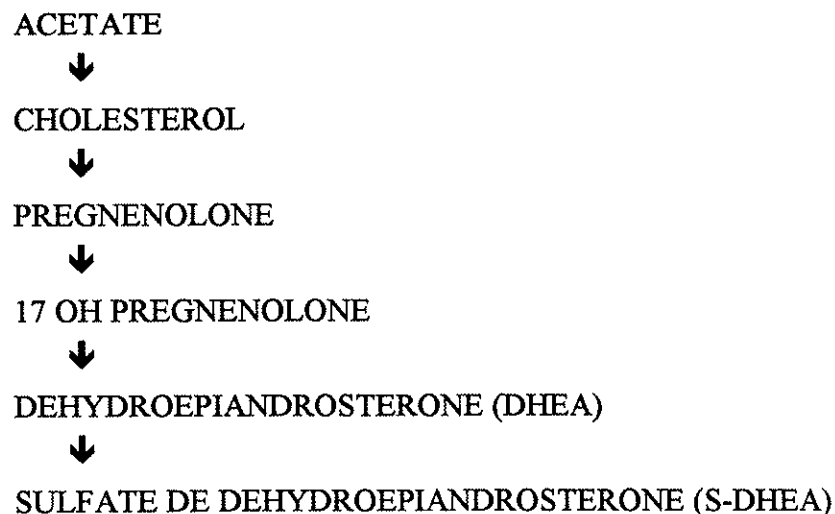 ACETATE
↓
CHOLESTEROL
↓
PREGNENOLONE
↓
17 OH PREGNENOLONE
↓
DEHYDROEPIANDROSTERONE (DHEA)
↓
SULFATE DE DEHYDROEPIANDROSTERONE (S-DHEA)